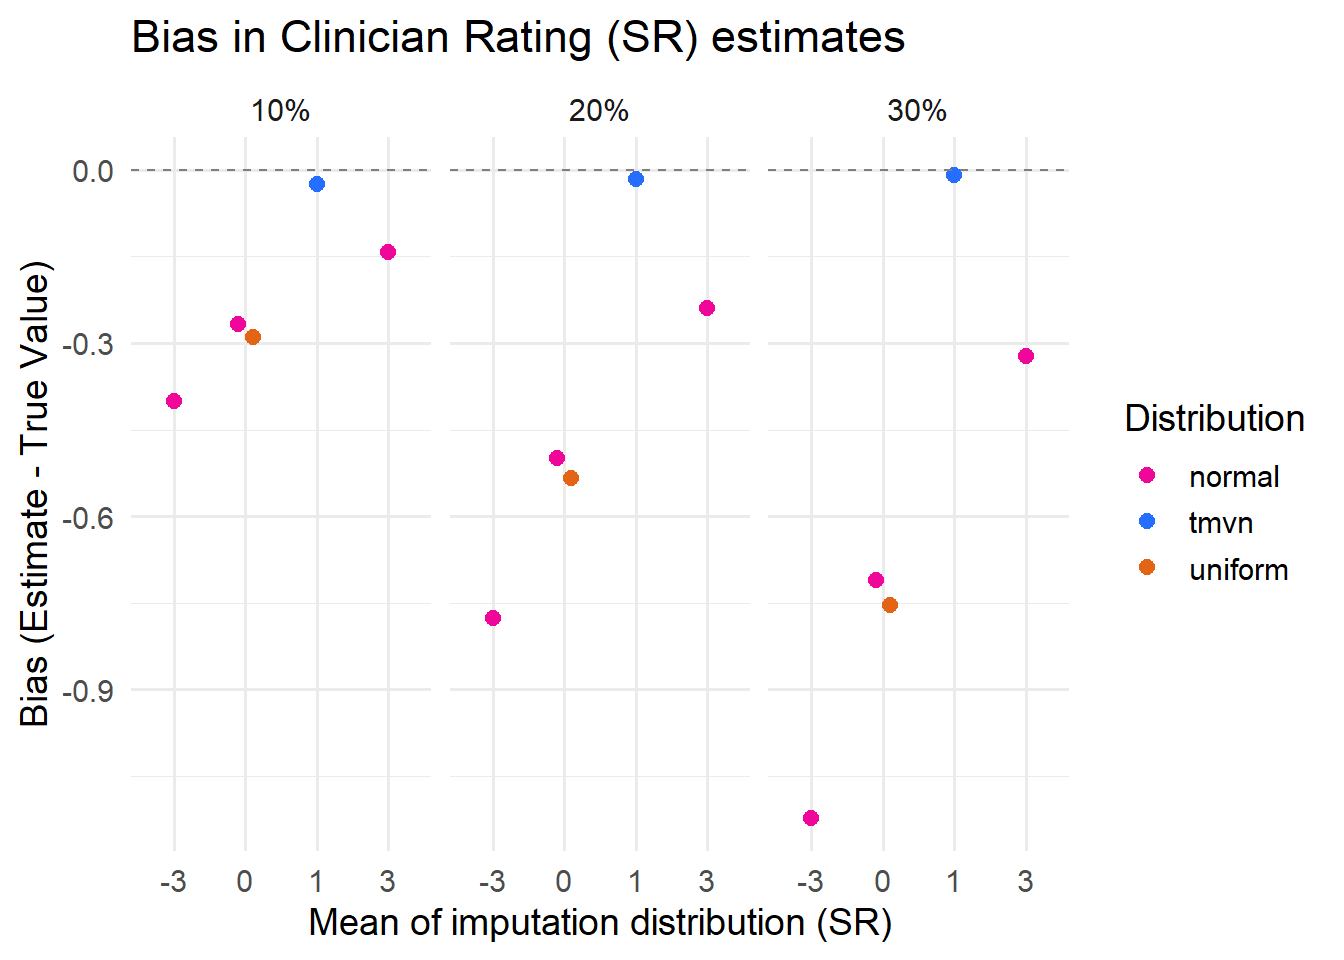 Bias in Clinician Rating (SR) estimates
10% 20% 30%
0.0
-0.3
-0.6
-0.9
Bias (Estimate - True Value)
-3 0 1 3 -3 0 1 3 -3 0 1 3
Mean of imputation distribution (SR)
Distribution
normal
tmvn
uniform